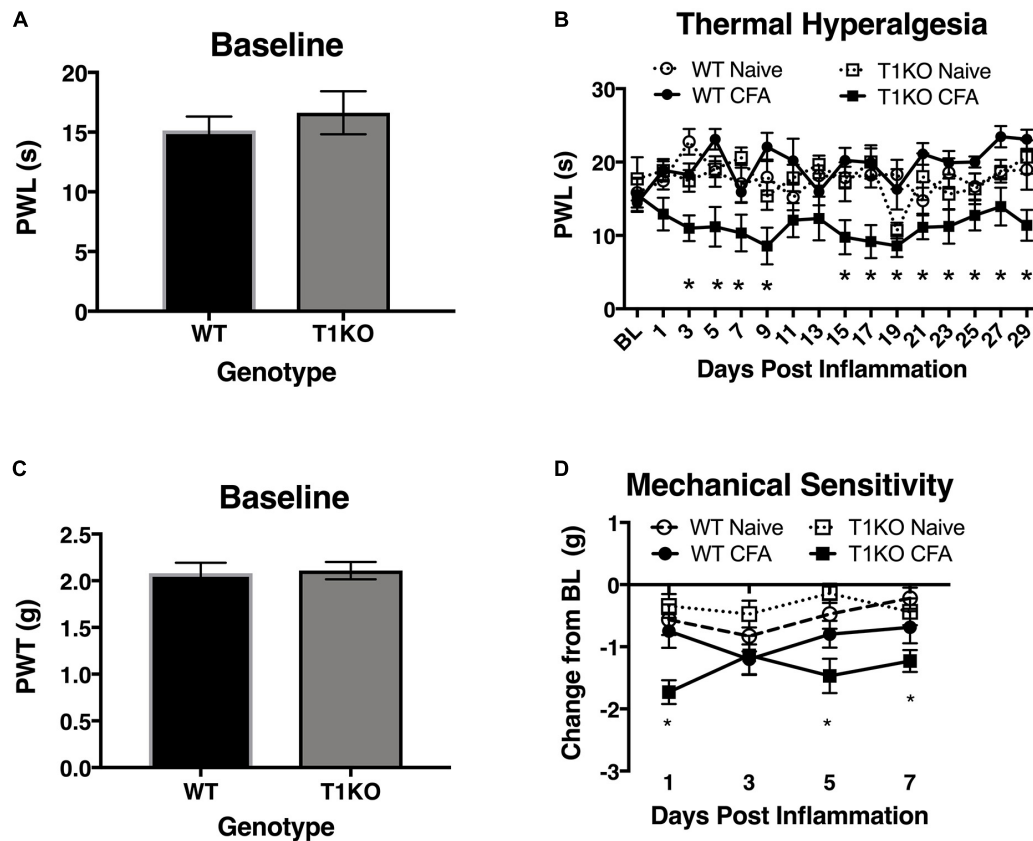 A
Baseline
20
15
10
5
0
PWL (s)
WT
T1KO
Genotype
B
Thermal Hyperalgesia
WT Naive
T1KO Naive
WT CFA
T1KO CFA
30
20
10
0
PWL (s)
* * * * * * * * * * * *
BL 1 3 5 7 9 11 13 15 17 19 21 23 25 27 29
Days Post Inflammation
C
Baseline
2.5
2.0
1.5
1.0
0.5
0.0
PWT (g)
WT
T1KO
Genotype
D
Mechanical Sensitivity
WT Naive
T1KO Naive
WT CFA
T1KO CFA
1
0
-1
-2
-3
Change from BL (g)
* * *
1 3 5 7
Days Post Inflammation